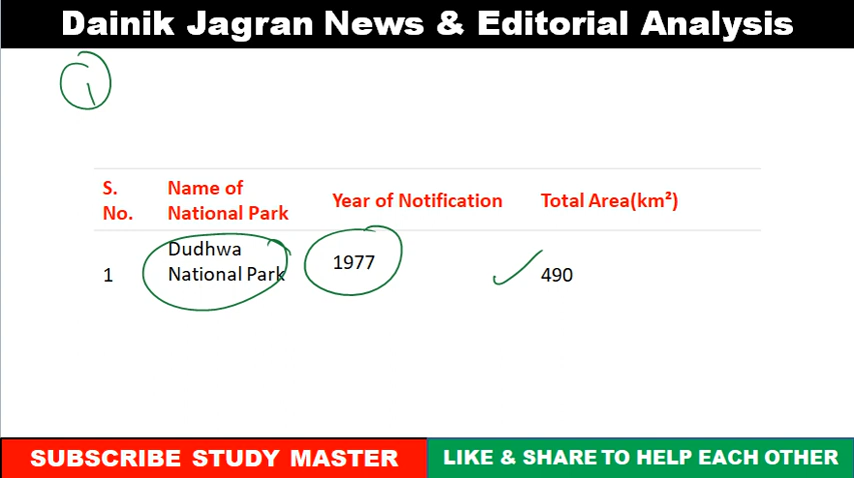 Dainik Jagran News & Editorial Analysis
1
S. No. Name of National Park Year of Notification Total Area(km²)
1 Dudhwa National Park 1977 490
SUBSCRIBE STUDY MASTER LIKE & SHARE TO HELP EACH OTHER